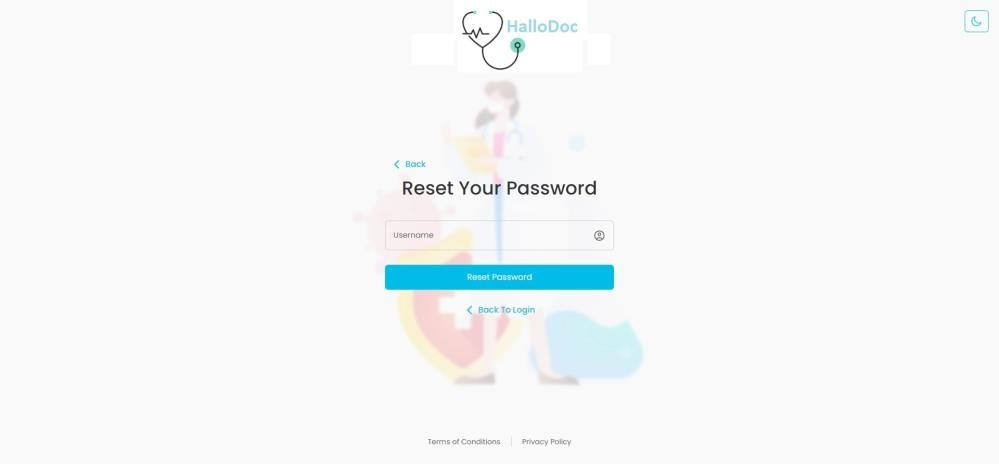 HalloDoc
Back
Reset Your Password
Username
Reset Password
Back To Login
Terms of Conditions
Privacy Policy